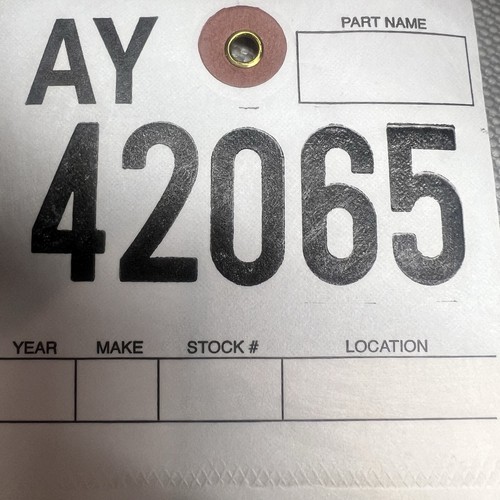 AY
PART NAME
42065
YEAR MAKE STOCK # LOCATION